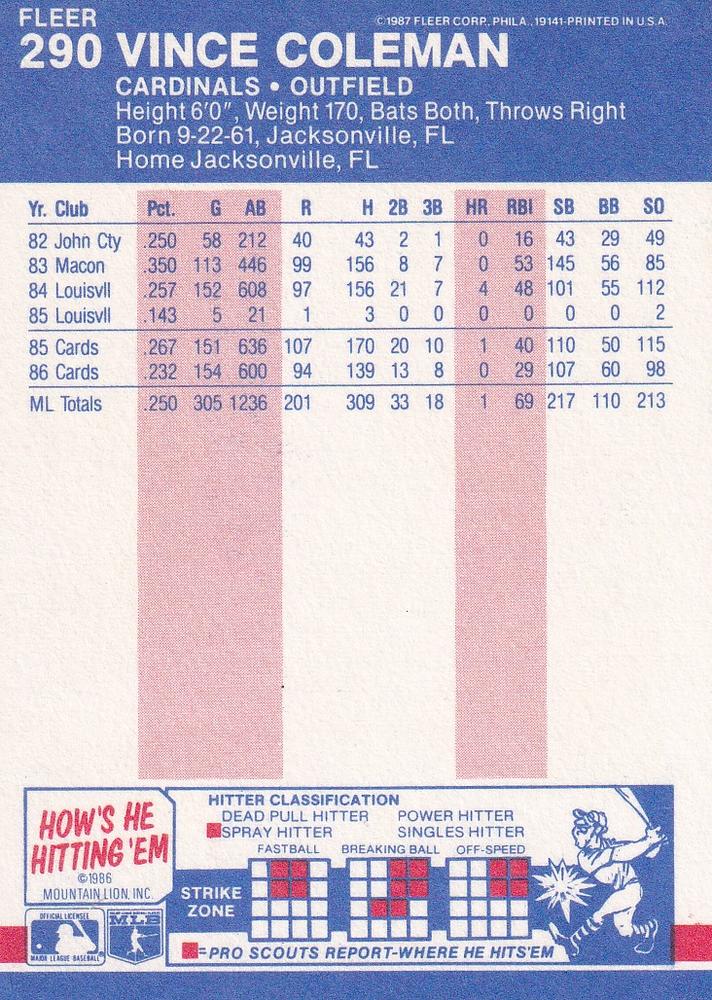 FLEER
©1987 FLEER CORP. PHILA., 19141-PRINTED IN U.S.A.
290 VINCE COLEMAN
CARDINALS • OUTFIELD
Height 6'0", Weight 170, Bats Both, Throws Right
Born 9-22-61, Jacksonville, FL
Home Jacksonville, FL
Yr. Club Pct. G AB R H 2B 3B HR RBI SB BB SO
82 John Cty .250 58 212 40 43 2 1 0 16 43 29 49
83 Macon .350 113 446 99 156 8 7 0 53 145 56 85
84 Louisvll .257 152 608 97 156 21 7 4 48 101 55 112
85 Louisvll .143 5 21 1 3 0 0 0 0 0 0 2
85 Cards .267 151 636 107 170 20 10 1 40 110 50 115
86 Cards .232 154 600 94 139 13 8 0 29 107 60 98
ML Totals .250 305 1236 201 309 33 18 1 69 217 110 213
HOW'S HE
HITTING 'EM
©1986
MOUNTAIN LION, INC.
OFFICIAL LICENSEE
MAJOR LEAGUE BASEBALL
MLB
HITTER CLASSIFICATION
DEAD PULL HITTER POWER HITTER
SPRAY HITTER SINGLES HITTER
FASTBALL BREAKING BALL OFF-SPEED
STRIKE
ZONE
=PRO SCOUTS REPORT-WHERE HE HITS'EM